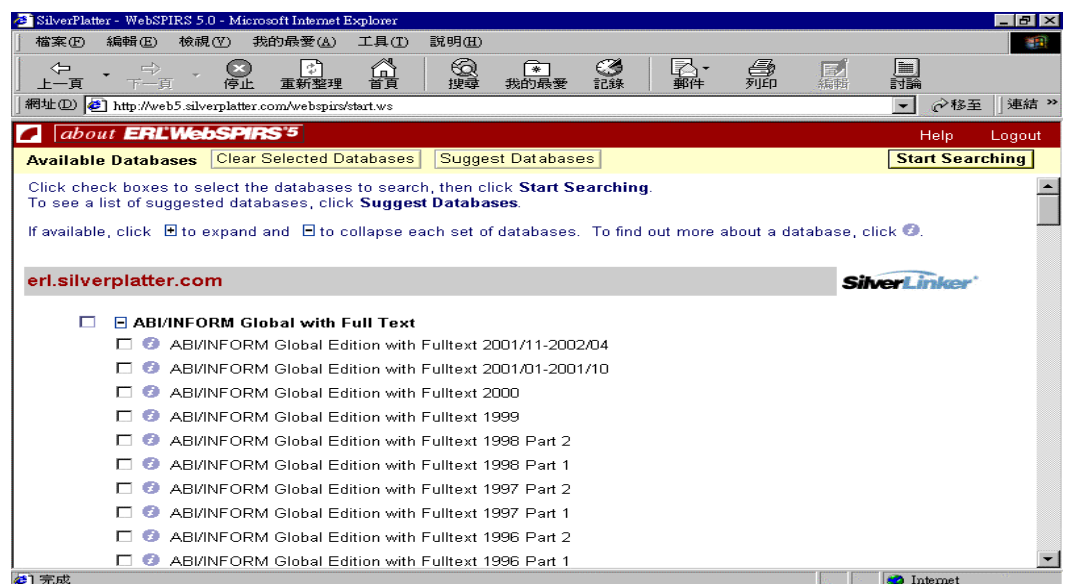 SilverPlatter - WebSPIRS 5.0 - Microsoft Internet Explorer
檔案(F) 編輯(E) 檢視(V) 我的最愛(A) 工具(T) 說明(H)
上一頁 下一頁 停止 重新整理 首頁 搜尋 我的最愛 記錄 郵件 列印 編輯 討論
網址(D) http://web5.silverplatter.com/webspirs/start.ws 移至 連結 »
about ERL WebSPIRS 5 Help Logout
Available Databases Clear Selected Databases Suggest Databases Start Searching
Click check boxes to select the databases to search, then click Start Searching.
To see a list of suggested databases, click Suggest Databases.
If available, click + to expand and - to collapse each set of databases. To find out more about a database, click i.
erl.silverplatter.com SilverLinker
ABI/INFORM Global with Full Text
ABI/INFORM Global Edition with Fulltext 2001/11-2002/04
ABI/INFORM Global Edition with Fulltext 2001/01-2001/10
ABI/INFORM Global Edition with Fulltext 2000
ABI/INFORM Global Edition with Fulltext 1999
ABI/INFORM Global Edition with Fulltext 1998 Part 2
ABI/INFORM Global Edition with Fulltext 1998 Part 1
ABI/INFORM Global Edition with Fulltext 1997 Part 2
ABI/INFORM Global Edition with Fulltext 1997 Part 1
ABI/INFORM Global Edition with Fulltext 1996 Part 2
ABI/INFORM Global Edition with Fulltext 1996 Part 1
完成 Internet